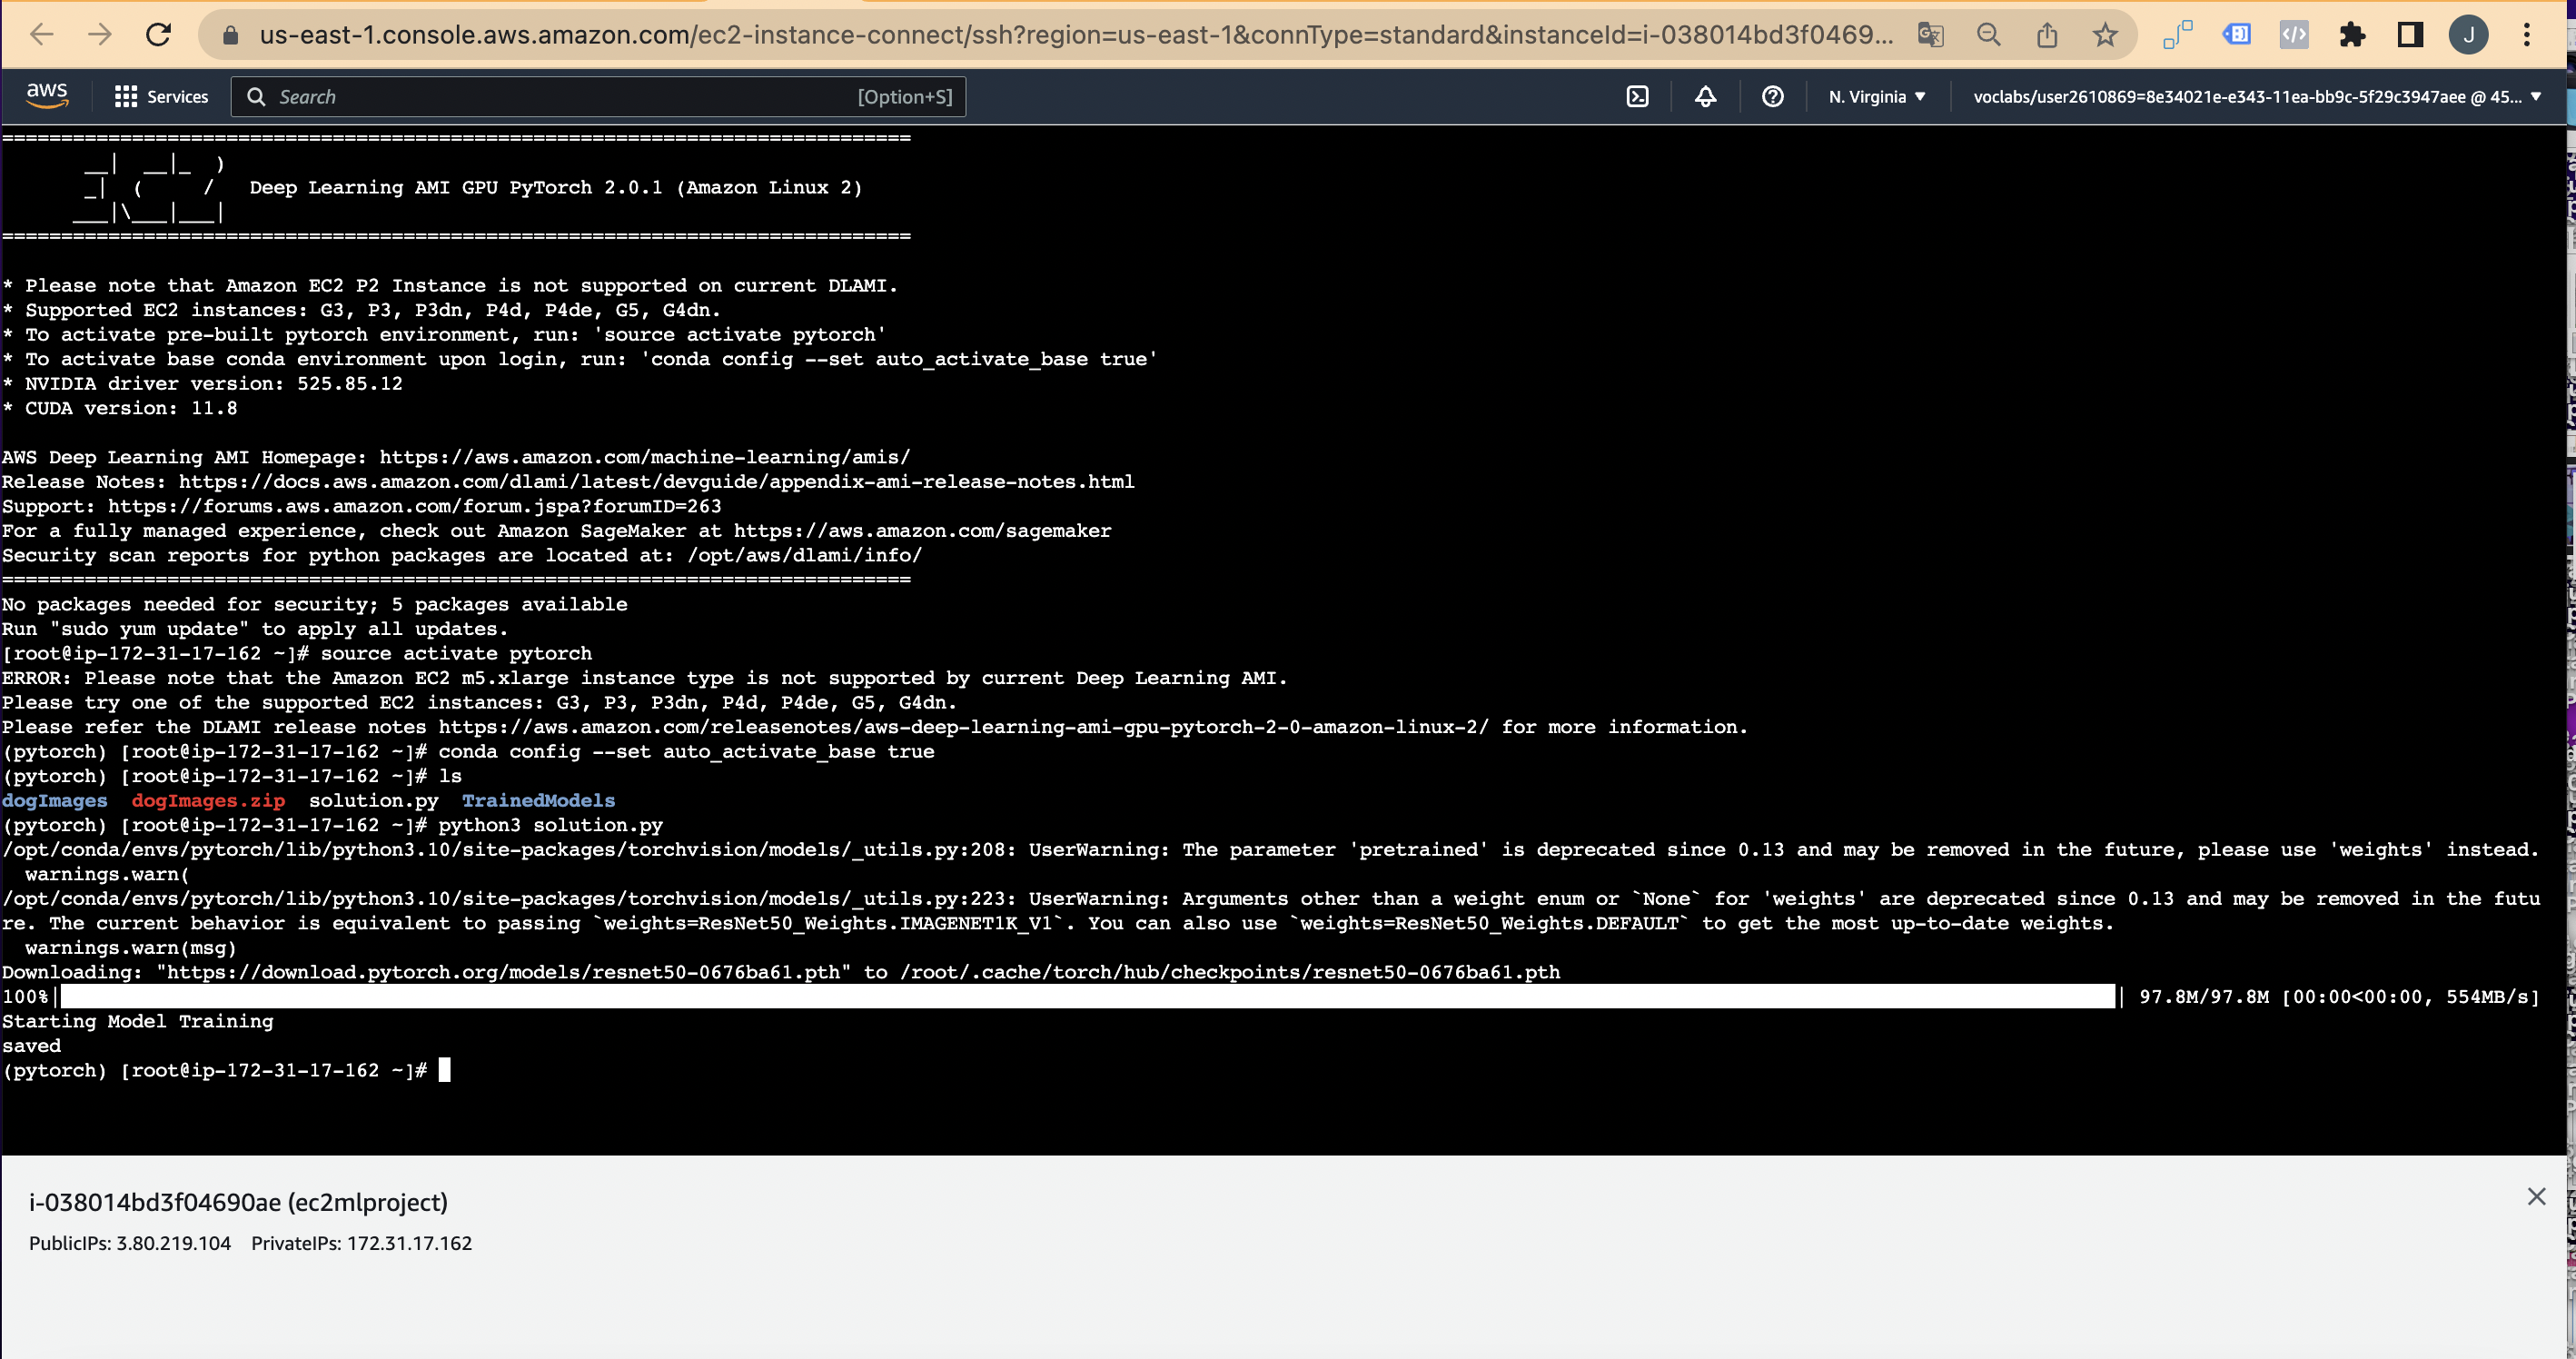 us-east-1.console.aws.amazon.com/ec2-instance-connect/ssh?region=us-east-1&connType=standard&instanceId=i-038014bd3f0469... J
aws Services Search [Option+S] N. Virginia ▼ voclabs/user2610869=8e34021e-e343-11ea-bb9c-5f29c3947aee @ 45... ▼
=============================================================================
       __|  __|_  )
       _|  (     /   Deep Learning AMI GPU PyTorch 2.0.1 (Amazon Linux 2)
      ___|\___|___|
=============================================================================
* Please note that Amazon EC2 P2 Instance is not supported on current DLAMI.
* Supported EC2 instances: G3, P3, P3dn, P4d, P4de, G5, G4dn.
* To activate pre-built pytorch environment, run: 'source activate pytorch'
* To activate base conda environment upon login, run: 'conda config --set auto_activate_base true'
* NVIDIA driver version: 525.85.12
* CUDA version: 11.8
AWS Deep Learning AMI Homepage: https://aws.amazon.com/machine-learning/amis/
Release Notes: https://docs.aws.amazon.com/dlami/latest/devguide/appendix-ami-release-notes.html
Support: https://forums.aws.amazon.com/forum.jspa?forumID=263
For a fully managed experience, check out Amazon SageMaker at https://aws.amazon.com/sagemaker
Security scan reports for python packages are located at: /opt/aws/dlami/info/
=============================================================================
No packages needed for security; 5 packages available
Run "sudo yum update" to apply all updates.
[root@ip-172-31-17-162 ~]# source activate pytorch
ERROR: Please note that the Amazon EC2 m5.xlarge instance type is not supported by current Deep Learning AMI.
Please try one of the supported EC2 instances: G3, P3, P3dn, P4d, P4de, G5, G4dn.
Please refer the DLAMI release notes https://aws.amazon.com/releasenotes/aws-deep-learning-ami-gpu-pytorch-2-0-amazon-linux-2/ for more information.
(pytorch) [root@ip-172-31-17-162 ~]# conda config --set auto_activate_base true
(pytorch) [root@ip-172-31-17-162 ~]# ls
dogImages  dogImages.zip  solution.py  TrainedModels
(pytorch) [root@ip-172-31-17-162 ~]# python3 solution.py
/opt/conda/envs/pytorch/lib/python3.10/site-packages/torchvision/models/_utils.py:208: UserWarning: The parameter 'pretrained' is deprecated since 0.13 and may be removed in the future, please use 'weights' instead.
  warnings.warn(
/opt/conda/envs/pytorch/lib/python3.10/site-packages/torchvision/models/_utils.py:223: UserWarning: Arguments other than a weight enum or `None` for 'weights' are deprecated since 0.13 and may be removed in the futu
re. The current behavior is equivalent to passing `weights=ResNet50_Weights.IMAGENET1K_V1`. You can also use `weights=ResNet50_Weights.DEFAULT` to get the most up-to-date weights.
  warnings.warn(msg)
Downloading: "https://download.pytorch.org/models/resnet50-0676ba61.pth" to /root/.cache/torch/hub/checkpoints/resnet50-0676ba61.pth
100%| | 97.8M/97.8M [00:00<00:00, 554MB/s]
Starting Model Training
saved
(pytorch) [root@ip-172-31-17-162 ~]#
i-038014bd3f04690ae (ec2mlproject)
PublicIPs: 3.80.219.104 PrivateIPs: 172.31.17.162